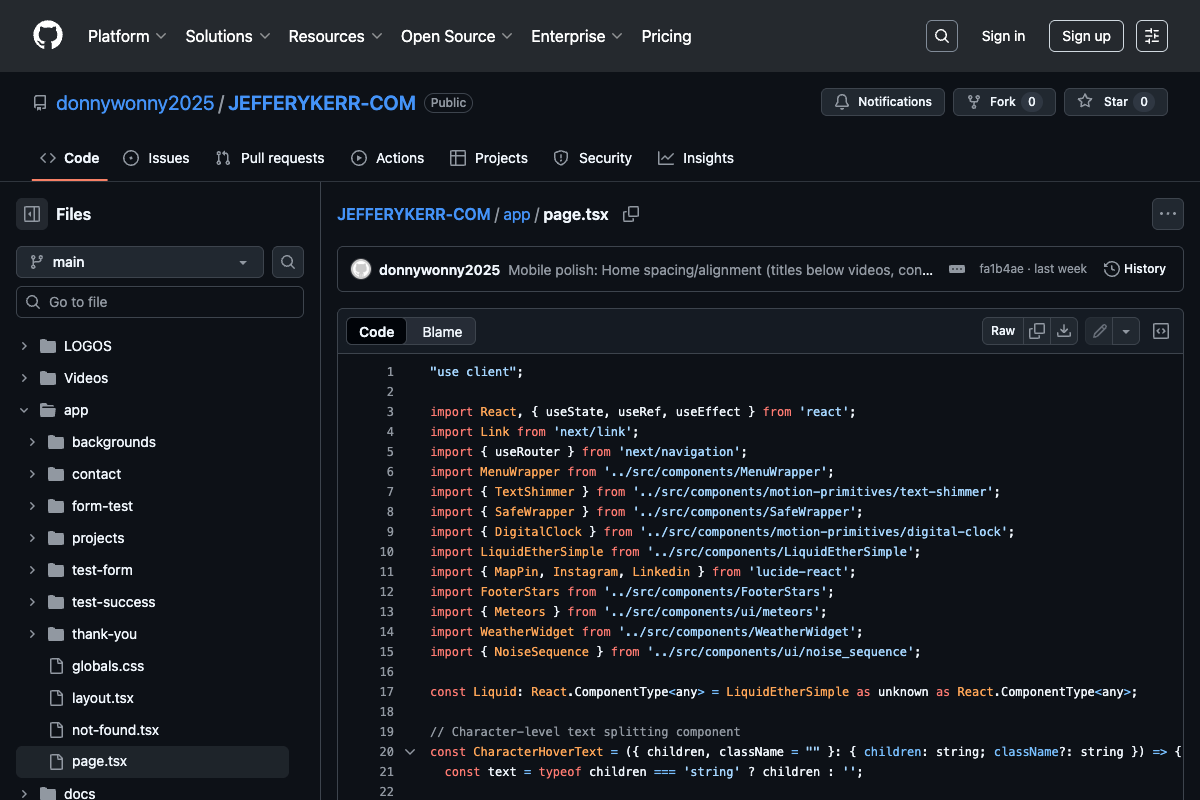 Platform Solutions Resources Open Source Enterprise Pricing Sign in Sign up
donnywonny2025 / JEFFERYKERR-COM Public Notifications Fork 0 Star 0
Code Issues Pull requests Actions Projects Security Insights
Files
main
Go to file
LOGOS
Videos
app
backgrounds
contact
form-test
projects
test-form
test-success
thank-you
globals.css
layout.tsx
not-found.tsx
page.tsx
docs
JEFFERYKERR-COM / app / page.tsx
donnywonny2025 Mobile polish: Home spacing/alignment (titles below videos, con... fa1b4ae · last week History
Code Blame Raw
1 "use client";
2
3 import React, { useState, useRef, useEffect } from 'react';
4 import Link from 'next/link';
5 import { useRouter } from 'next/navigation';
6 import MenuWrapper from '../src/components/MenuWrapper';
7 import { TextShimmer } from '../src/components/motion-primitives/text-shimmer';
8 import { SafeWrapper } from '../src/components/SafeWrapper';
9 import { DigitalClock } from '../src/components/motion-primitives/digital-clock';
10 import LiquidEtherSimple from '../src/components/LiquidEtherSimple';
11 import { MapPin, Instagram, Linkedin } from 'lucide-react';
12 import FooterStars from '../src/components/FooterStars';
13 import { Meteors } from '../src/components/ui/meteors';
14 import WeatherWidget from '../src/components/WeatherWidget';
15 import { NoiseSequence } from '../src/components/ui/noise_sequence';
16
17 const Liquid: React.ComponentType<any> = LiquidEtherSimple as unknown as React.ComponentType<any>;
18
19 // Character-level text splitting component
20 const CharacterHoverText = ({ children, className = "" }: { children: string; className?: string }) => {
21 const text = typeof children === 'string' ? children : '';
22